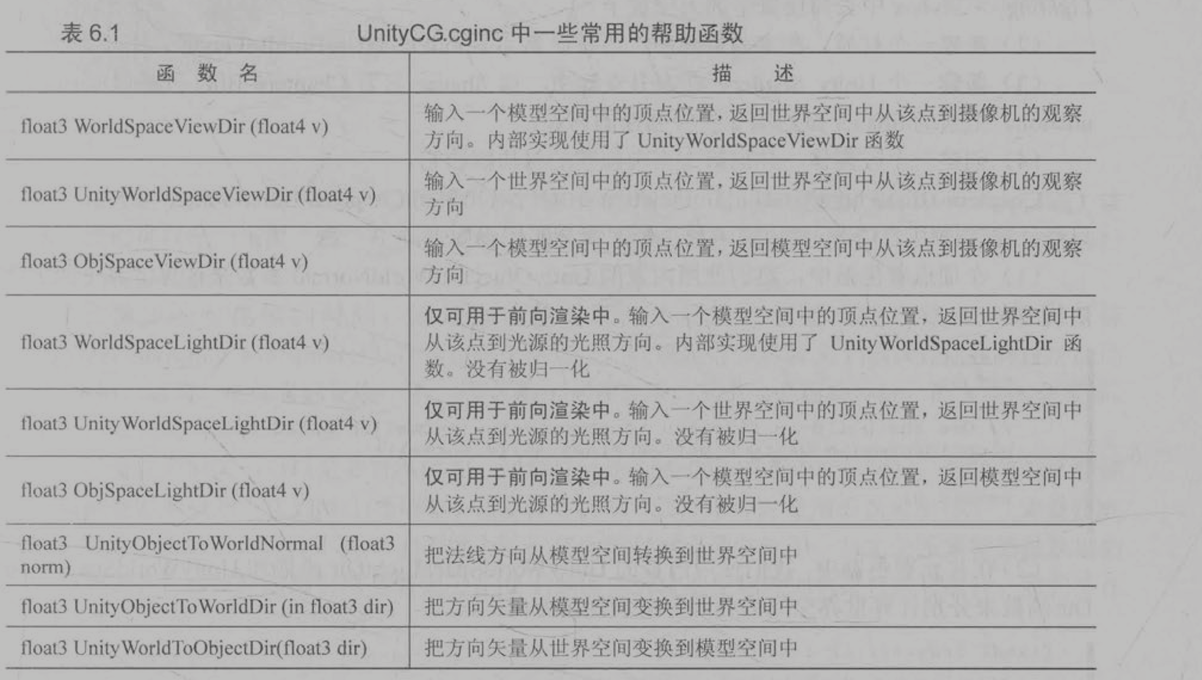 表 6.1 UnityCG.cginc 中一些常用的帮助函数
函 数 名 描 述
float3 WorldSpaceViewDir (float4 v) 输入一个模型空间中的顶点位置,返回世界空间中从该点到摄像机的观察
方向。内部实现使用了 UnityWorldSpaceViewDir 函数
float3 UnityWorldSpaceViewDir (float4 v) 输入一个世界空间中的顶点位置,返回世界空间中从该点到摄像机的观察
方向
float3 ObjSpaceViewDir (float4 v) 输入一个模型空间中的顶点位置,返回模型空间中从该点到摄像机的观察
方向
float3 WorldSpaceLightDir (float4 v) 仅可用于前向渲染中。输入一个模型空间中的顶点位置,返回世界空间中
从该点到光源的光照方向。内部实现使用了 UnityWorldSpaceLightDir 函
数。没有被归一化
float3 UnityWorldSpaceLightDir (float4 v) 仅可用于前向渲染中。输入一个世界空间中的顶点位置,返回世界空间中
从该点到光源的光照方向。没有被归一化
float3 ObjSpaceLightDir (float4 v) 仅可用于前向渲染中。输入一个模型空间中的顶点位置,返回模型空间中
从该点到光源的光照方向。没有被归一化
float3 UnityObjectToWorldNormal (float3
norm) 把法线方向从模型空间转换到世界空间中
float3 UnityObjectToWorldDir (in float3 dir) 把方向矢量从模型空间变换到世界空间中
float3 UnityWorldToObjectDir(float3 dir) 把方向矢量从世界空间变换到模型空间中